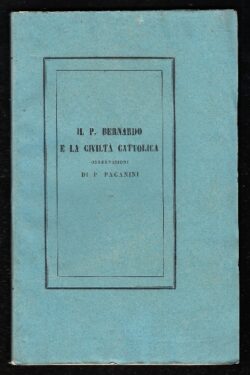 IL P. BERNARDO
E LA CIVILTÀ CATTOLICA
OSSERVAZIONI
DI P. PAGANINI